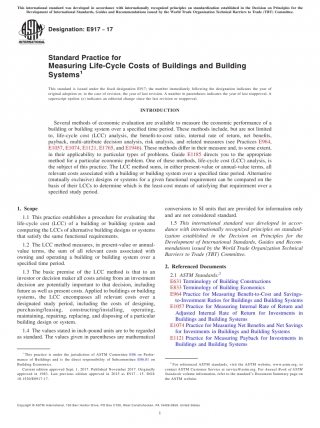 This international standard was developed in accordance with internationally recognized principles on standardization established in the Decision on Principles for the
Development of International Standards, Guides and Recommendations issued by the World Trade Organization Technical Barriers to Trade (TBT) Committee.
Designation: E917 − 17
Standard Practice for
Measuring Life-Cycle Costs of Buildings and Building
Systems1
This standard is issued under the fixed designation E917; the number immediately following the designation indicates the year of
original adoption or, in the case of revision, the year of last revision. A number in parentheses indicates the year of last reapproval. A
superscript epsilon (ε) indicates an editorial change since the last revision or reapproval.
INTRODUCTION
Several methods of economic evaluation are available to measure the economic performance of a
building or building system over a specified time period. These methods include, but are not limited
to, life-cycle cost (LCC) analysis, the benefit-to-cost ratio, internal rate of return, net benefits,
payback, multi-attribute decision analysis, risk analysis, and related measures (see Practices E964,
E1057, E1074, E1121, E1765, and E1946). These methods differ in their measure and, to some extent,
in their applicability to particular types of problems. Guide E1185 directs you to the appropriate
method for a particular economic problem. One of these methods, life-cycle cost (LCC) analysis, is
the subject of this practice. The LCC method sums, in either present-value or annual-value terms, all
relevant costs associated with a building or building system over a specified time period. Alternative
(mutually exclusive) designs or systems for a given functional requirement can be compared on the
basis of their LCCs to determine which is the least-cost means of satisfying that requirement over a
specified study period.
1. Scope
1.1 This practice establishes a procedure for evaluating the
life-cycle cost (LCC) of a building or building system and
comparing the LCCs of alternative building designs or systems
that satisfy the same functional requirements.
1.2 The LCC method measures, in present-value or annual-
value terms, the sum of all relevant costs associated with
owning and operating a building or building system over a
specified time period.
1.3 The basic premise of the LCC method is that to an
investor or decision maker all costs arising from an investment
decision are potentially important to that decision, including
future as well as present costs. Applied to buildings or building
systems, the LCC encompasses all relevant costs over a
designated study period, including the costs of designing,
purchasing/leasing, constructing/installing, operating,
maintaining, repairing, replacing, and disposing of a particular
building design or system.
1.4 The values stated in inch-pound units are to be regarded
as standard. The values given in parentheses are mathematical
1 This practice is under the jurisdiction of ASTM Committee E06 on Perfor-
mance of Buildings and is the direct responsibility of Subcommittee E06.81 on
Building Economics.
Current edition approved Sept. 1, 2017. Published November 2017. Originally
approved in 1983. Last previous edition approved in 2015 as E917 – 15. DOI:
10.1520/E0917-17.
conversions to SI units that are provided for information only
and are not considered standard.
1.5 This international standard was developed in accor-
dance with internationally recognized principles on standard-
ization established in the Decision on Principles for the
Development of International Standards, Guides and Recom-
mendations issued by the World Trade Organization Technical
Barriers to Trade (TBT) Committee.
2. Referenced Documents
2.1 ASTM Standards:2
E631 Terminology of Building Constructions
E833 Terminology of Building Economics
E964 Practice for Measuring Benefit-to-Cost and Savings-
to-Investment Ratios for Buildings and Building Systems
E1057 Practice for Measuring Internal Rate of Return and
Adjusted Internal Rate of Return for Investments in
Buildings and Building Systems
E1074 Practice for Measuring Net Benefits and Net Savings
for Investments in Buildings and Building Systems
E1121 Practice for Measuring Payback for Investments in
Buildings and Building Systems
2 For referenced ASTM standards, visit the ASTM website, www.astm.org, or
contact ASTM Customer Service at service@astm.org. For Annual Book of ASTM
Standards volume information, refer to the standard's Document Summary page on
the ASTM website.
Copyright © ASTM International, 100 Barr Harbor Drive, PO Box C700, West Conshohocken, PA 19428-2959. United States
1